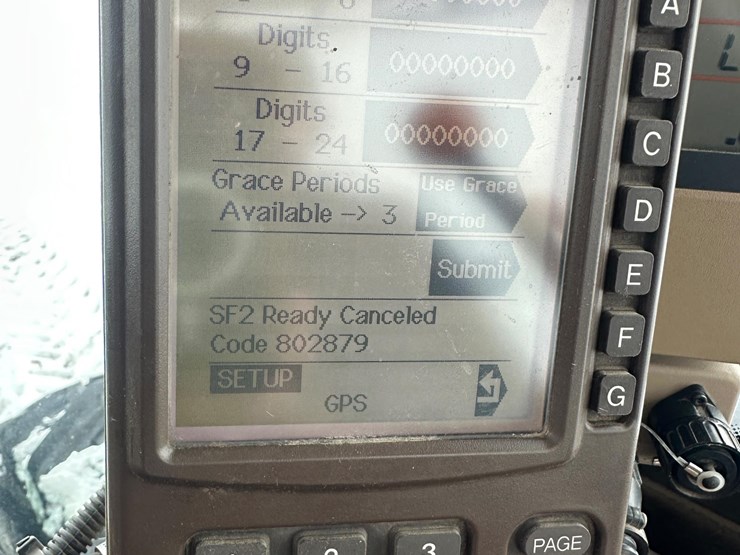 Digits
9 - 16 00000000
Digits
17 - 24 00000000
Grace Periods
Available -> 3
Use Grace
Period
Submit
SF2 Ready Canceled
Code 802879
SETUP
GPS
A
B
C
D
E
F
G
2
3
PAGE